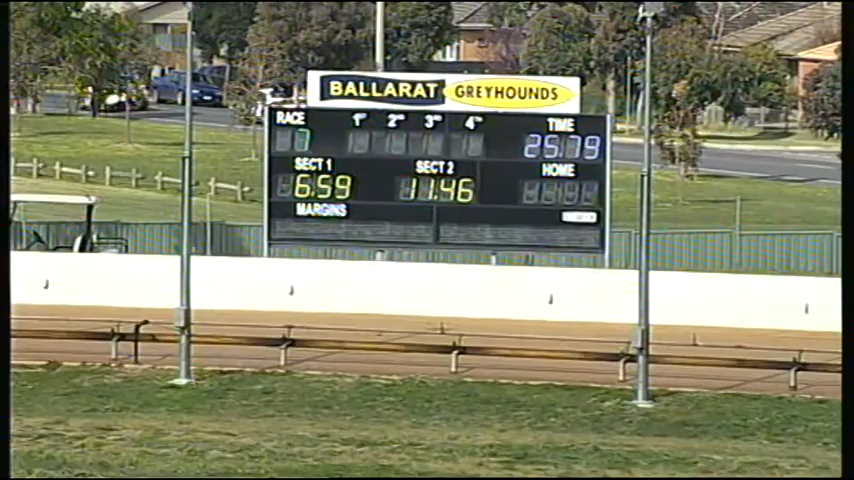 BALLARAT GREYHOUNDS
RACE 1ST 2ND 3RD 4TH TIME
7 25.79
SECT 1 SECT 2 HOME
6.59 11.46
MARGINS